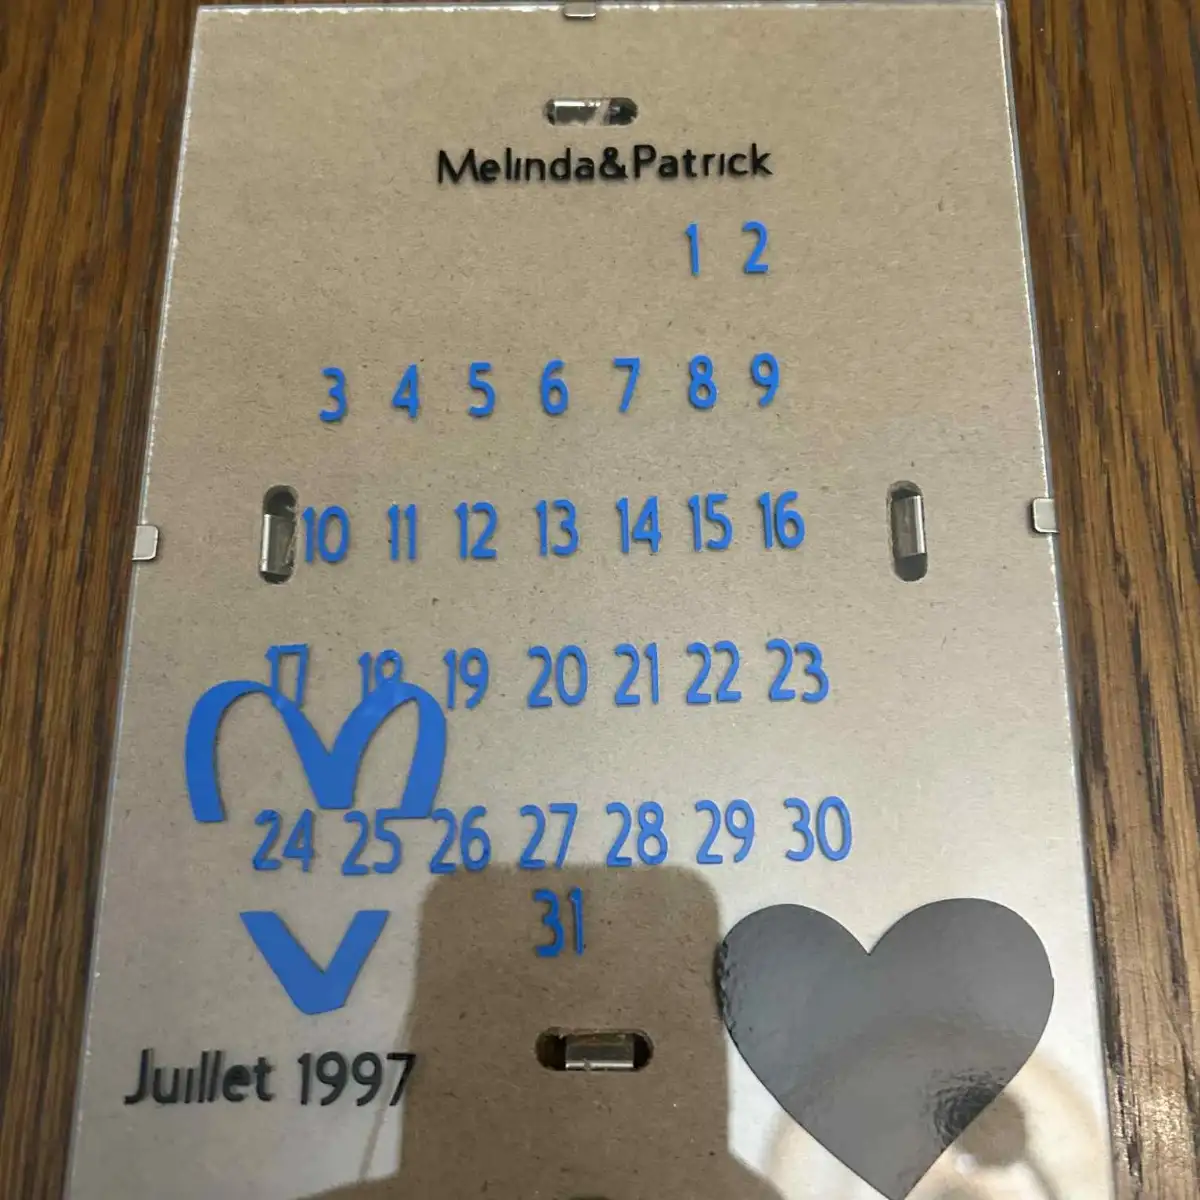 Melinda&Patrick
1 2
3 4 5 6 7 8 9
10 11 12 13 14 15 16
17 18 19 20 21 22 23
24 25 26 27 28 29 30
31
Juillet 1997